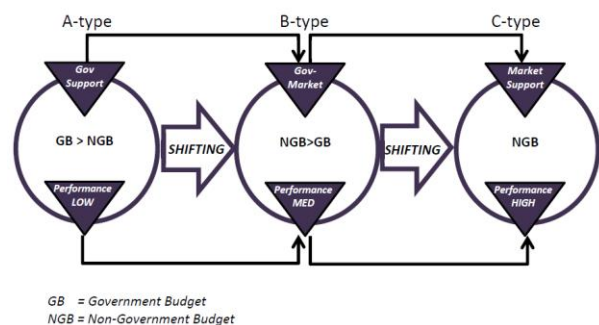 A-type
B-type
C-type
Gov
Support
Gov-
Market
Market
Support
GB > NGB
SHIFTING
NGB>GB
SHIFTING
NGB
Performance
LOW
Performance
MED
Performance
HIGH
GB = Government Budget
NGB = Non-Government Budget